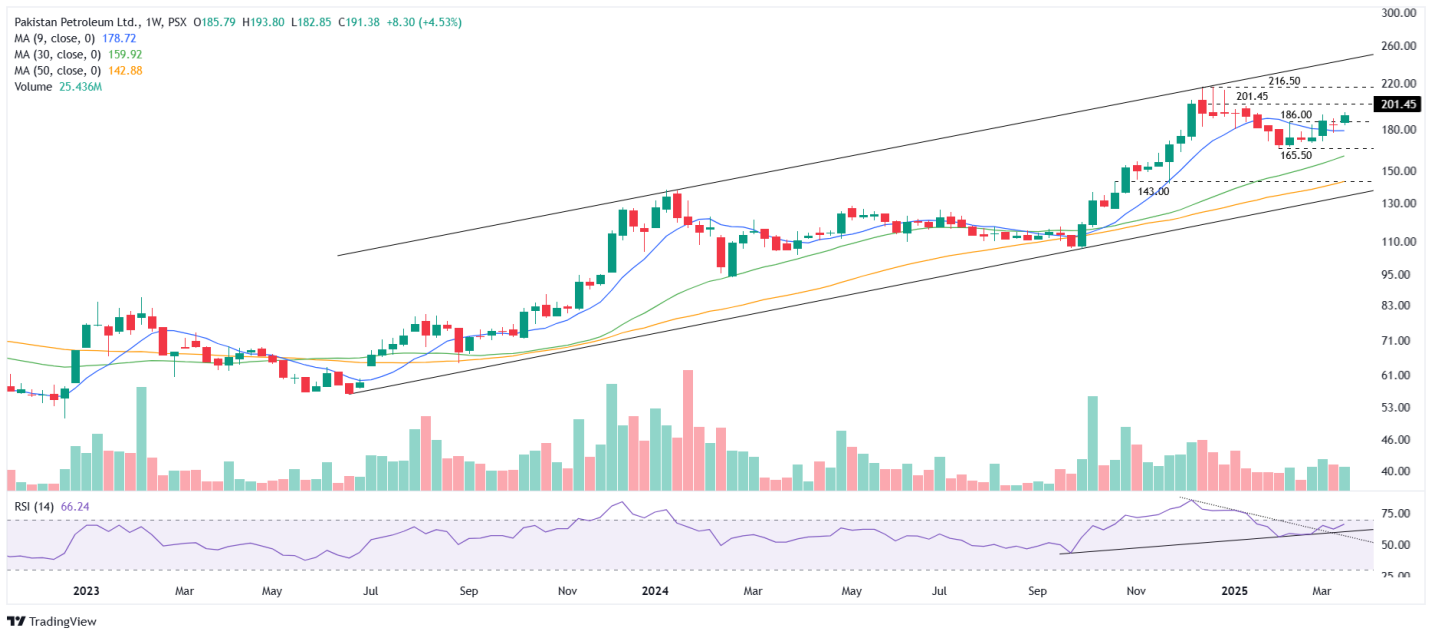 Pakistan Petroleum Ltd., 1W, PSX O185.79 H193.80 L182.85 C191.38 +8.30 (+4.53%)
MA (9, close, 0) 178.72
MA (30, close, 0) 159.92
MA (50, close, 0) 142.88
Volume 25.436M
300.00
260.00
220.00
216.50
201.45
201.45
186.00
180.00
165.50
150.00
143.00
130.00
110.00
95.00
83.00
71.00
61.00
53.00
46.00
40.00
RSI (14) 66.24
75.00
50.00
25.00
2023 Mar May Jul Sep Nov 2024 Mar May Jul Sep Nov 2025 Mar
TradingView